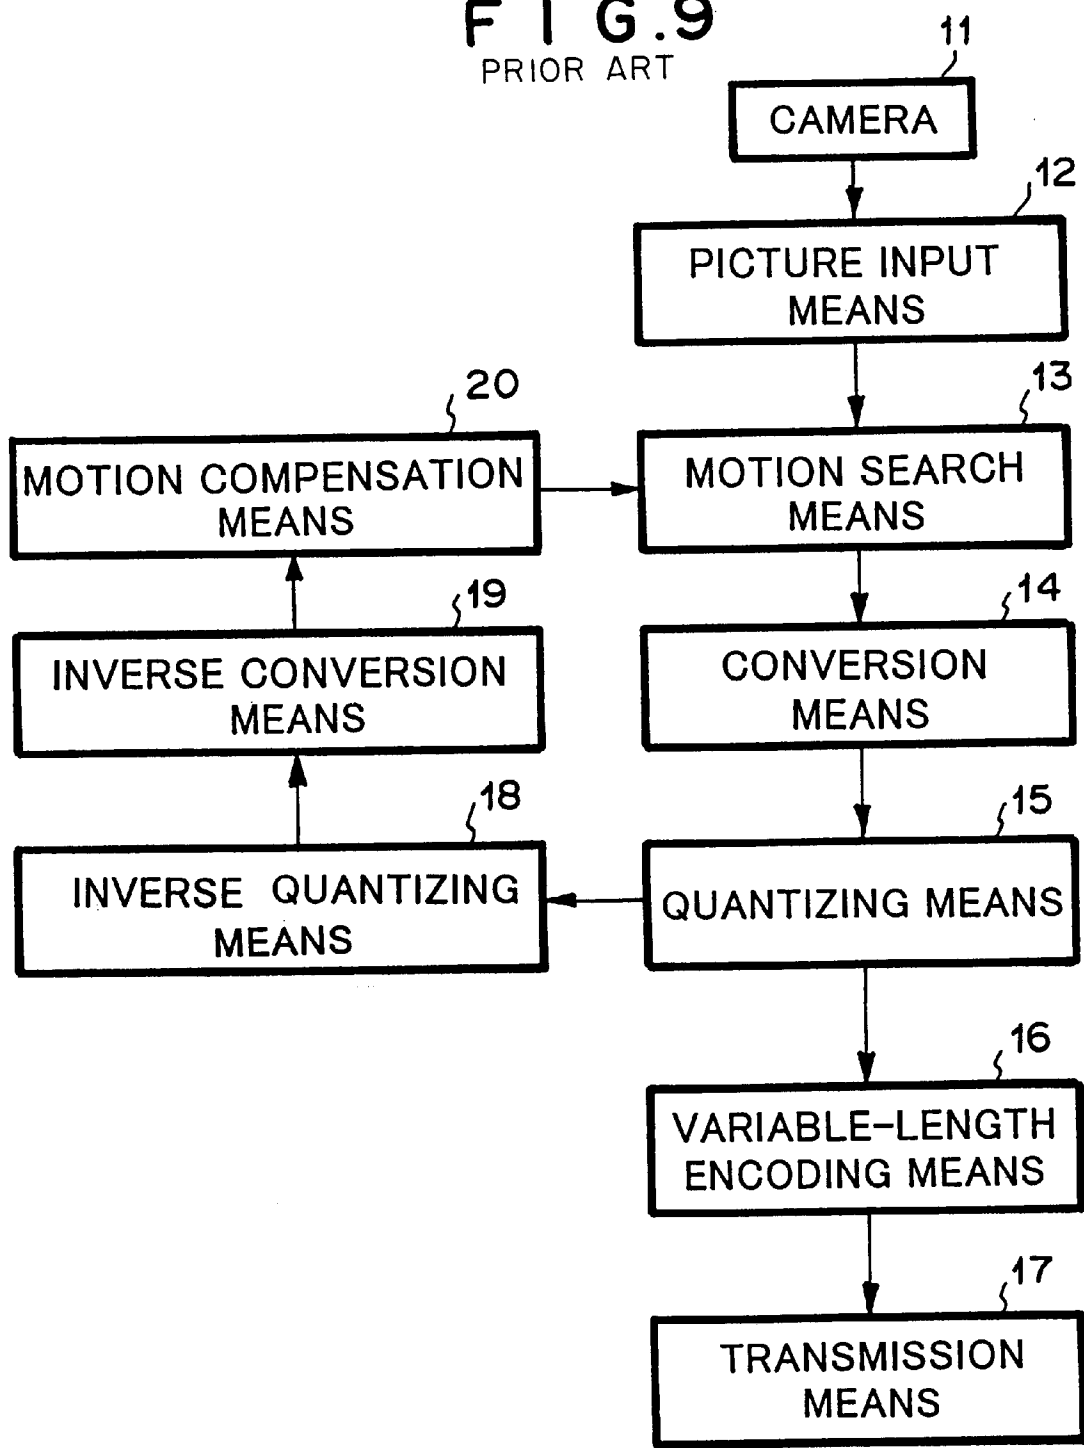 FIG.9
PRIOR ART
11
CAMERA
12
PICTURE INPUT
MEANS
13
MOTION SEARCH
MEANS
20
MOTION COMPENSATION
MEANS
14
CONVERSION
MEANS
19
INVERSE CONVERSION
MEANS
15
QUANTIZING MEANS
18
INVERSE QUANTIZING
MEANS
16
VARIABLE-LENGTH
ENCODING MEANS
17
TRANSMISSION
MEANS